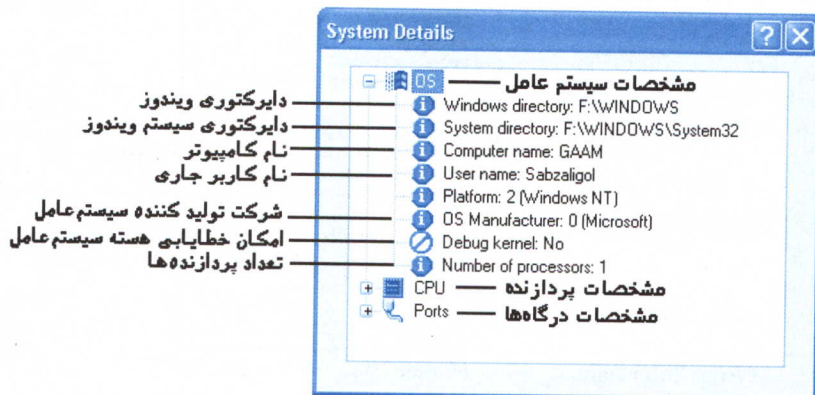 System Details
OS مشخصات سیستم عامل
دایرکتوری ویندوز Windows directory: F:\WINDOWS
دایرکتوری سیستم ویندوز System directory: F:\WINDOWS\System32
نام کامپیوتر Computer name: GAAM
نام کاربر جاری User name: Sabzaligol
Platform: 2 (Windows NT)
شرکت تولید کننده سیستم‌عامل OS Manufacturer: 0 (Microsoft)
امکان خطایابی هسته سیستم‌عامل Debug kernel: No
تعداد پردازنده‌ها Number of processors: 1
CPU مشخصات پردازنده
Ports مشخصات درگاه‌ها